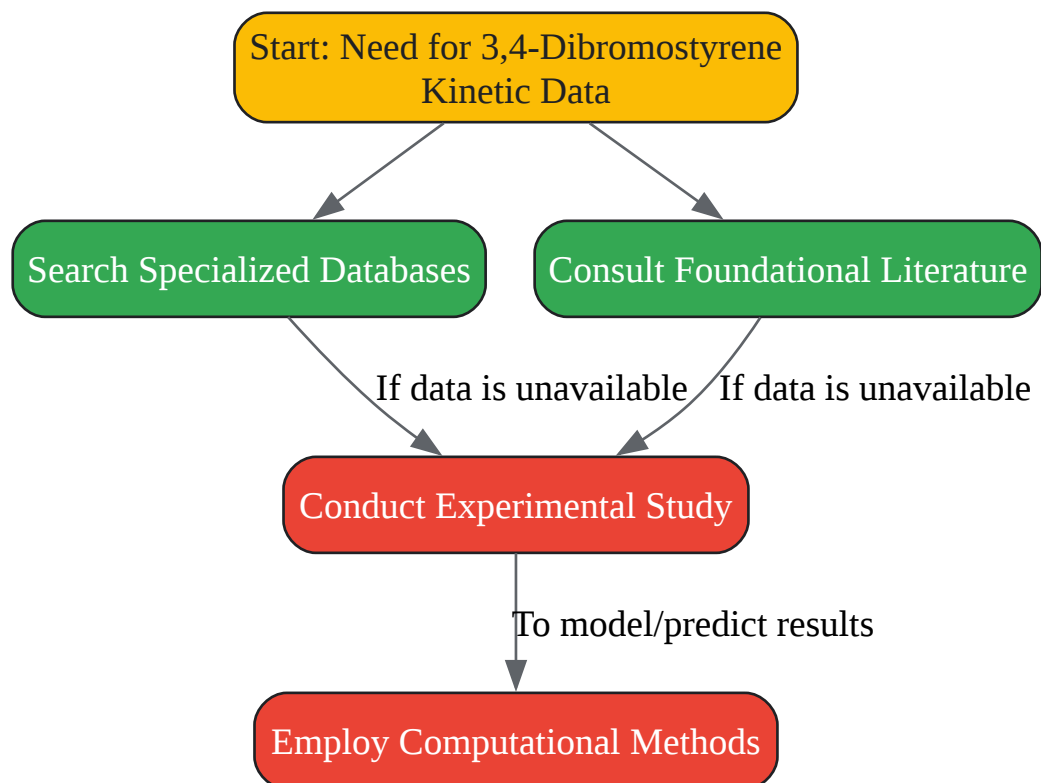 Start: Need for 3,4-Dibromostyrene
Kinetic Data
Search Specialized Databases
Consult Foundational Literature
If data is unavailable
If data is unavailable
Conduct Experimental Study
To model/predict results
Employ Computational Methods